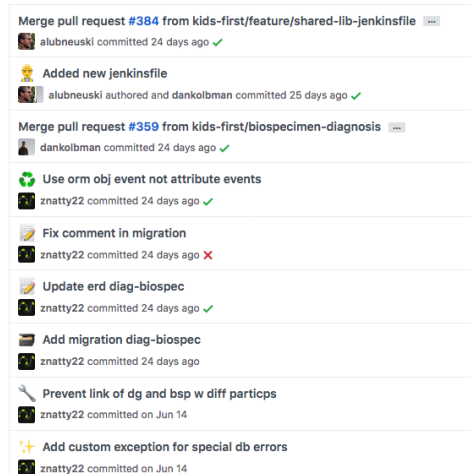 Merge pull request #384 from kids-first/feature/shared-lib-jenkinsfile ...
alubneuski committed 24 days ago ✓
Added new jenkinsfile
alubneuski authored and dankolbman committed 25 days ago ✓
Merge pull request #359 from kids-first/biospecimen-diagnosis ...
dankolbman committed 24 days ago ✓
Use orm obj event not attribute events
znatty22 committed 24 days ago ✓
Fix comment in migration
znatty22 committed 24 days ago ✗
Update erd diag-biospec
znatty22 committed 24 days ago ✓
Add migration diag-biospec
znatty22 committed 24 days ago
Prevent link of dg and bsp w diff particps
znatty22 committed on Jun 14
Add custom exception for special db errors
znatty22 committed on Jun 14